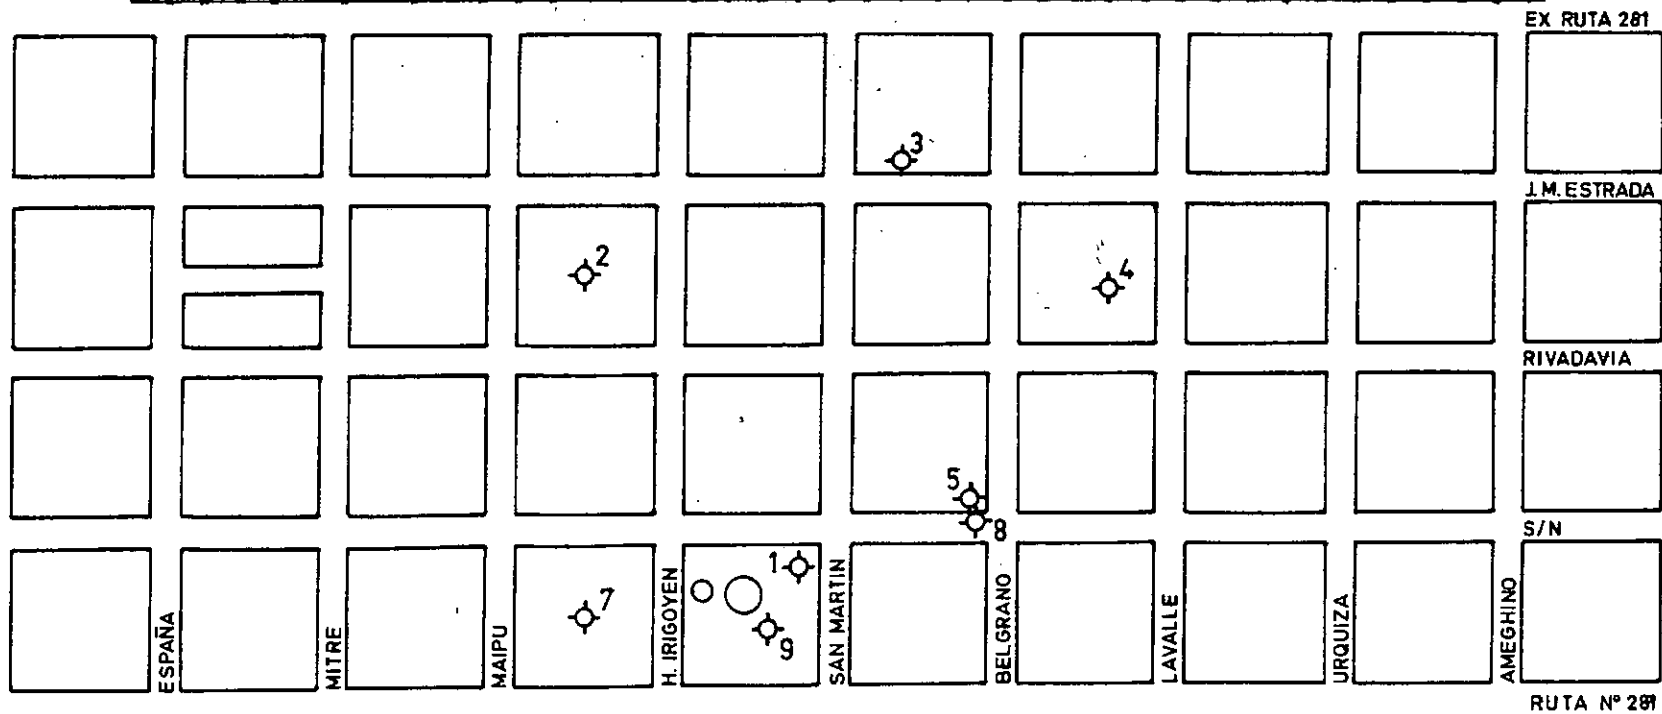 EX RUTA 281
3
J.M. ESTRADA
2
4
RIVADAVIA
5
8
S/N
1
7
9
ESPAÑA
MITRE
MAIPU
H. IRIGOYEN
SAN MARTIN
BELGRANO
LAVALLE
URQUIZA
AMEGHINO
RUTA Nº 281